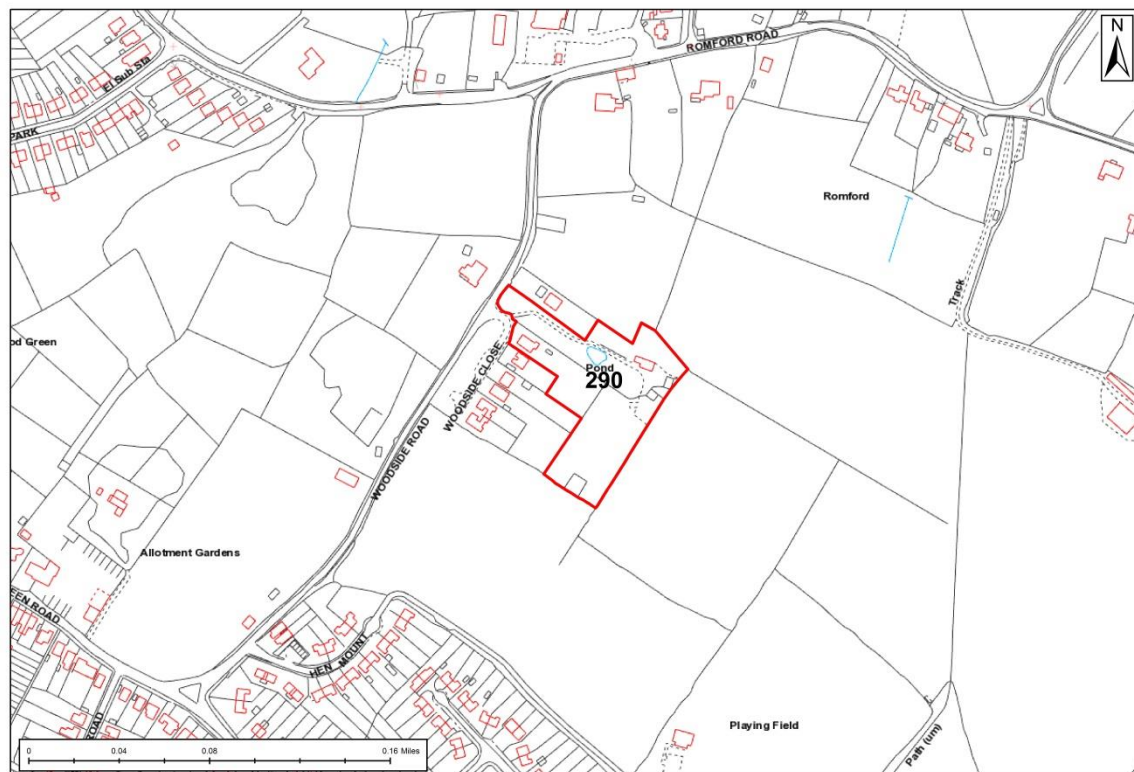 ROMFORD ROAD
N
El Sub Sta
PARK
Romford
Track
od Green
Pond
290
WOODSIDE CLOSE
WOODSIDE ROAD
Allotment Gardens
EEN ROAD
HEN MOUNT
ROAD
Playing Field
Path (um)
0 0.04 0.08 0.16 Miles